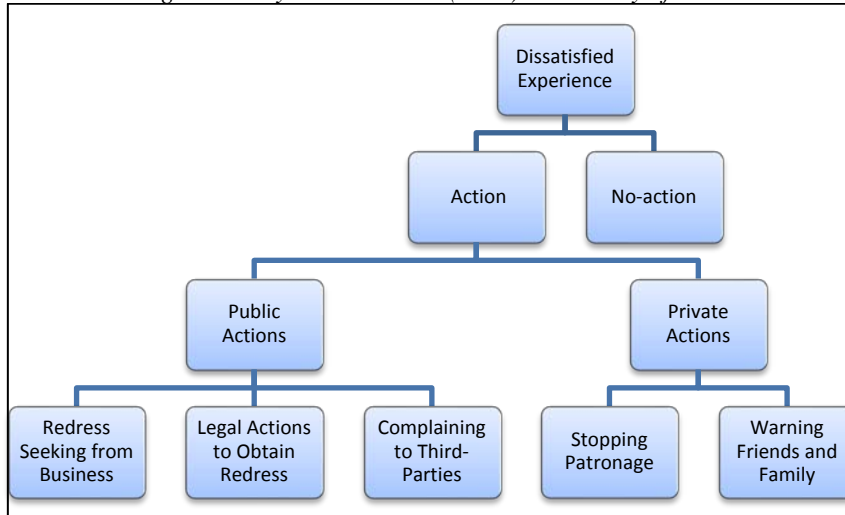 Dissatisfied
Experience
Action
No-action
Public
Actions
Private
Actions
Redress
Seeking from
Business
Legal Actions
to Obtain
Redress
Complaining
to Third-
Parties
Stopping
Patronage
Warning
Friends and
Family